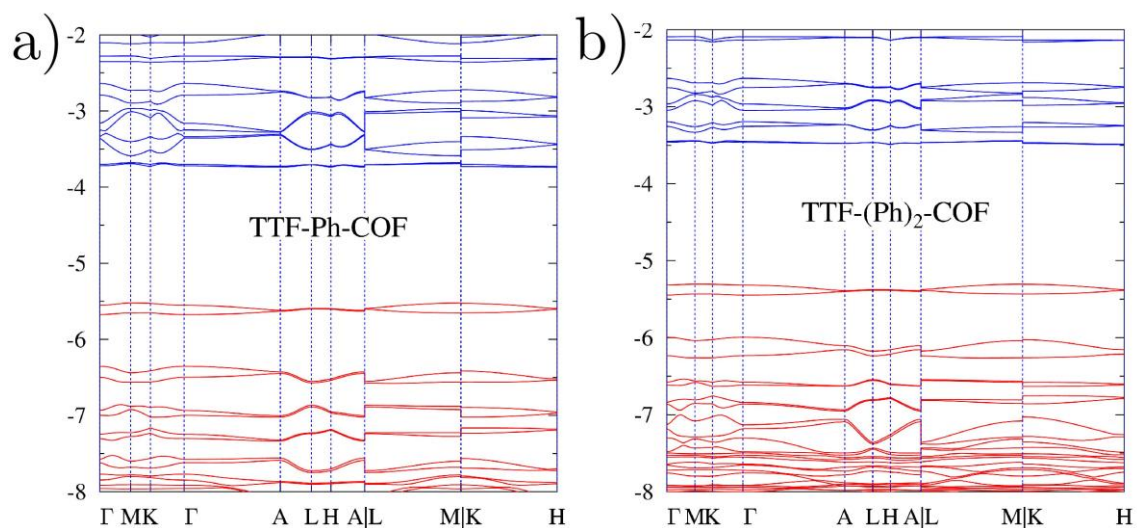 a)
-2
-3
-4
-5
-6
-7
-8
TTF-Ph-COF
Γ MK Γ A L H A|L M|K H
b)
-2
-3
-4
-5
-6
-7
-8
TTF-(Ph)₂-COF
Γ MK Γ A L H A|L M|K H